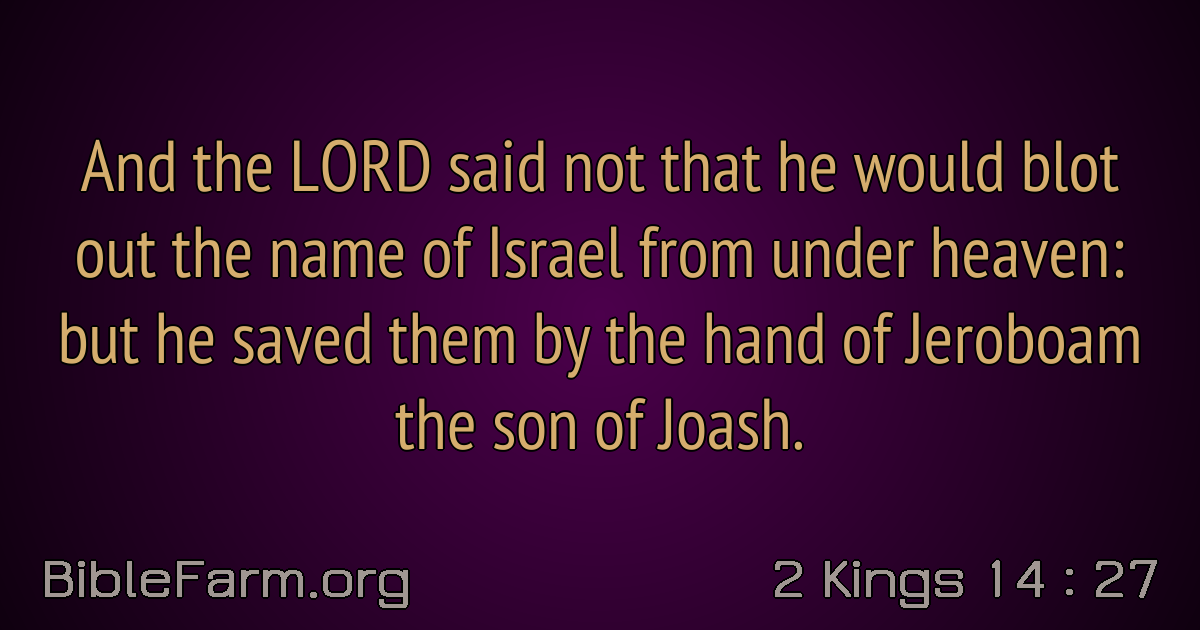 And the LORD said not that he would blot
out the name of Israel from under heaven:
but he saved them by the hand of Jeroboam
the son of Joash.
BibleFarm.org
2 Kings 14 : 27